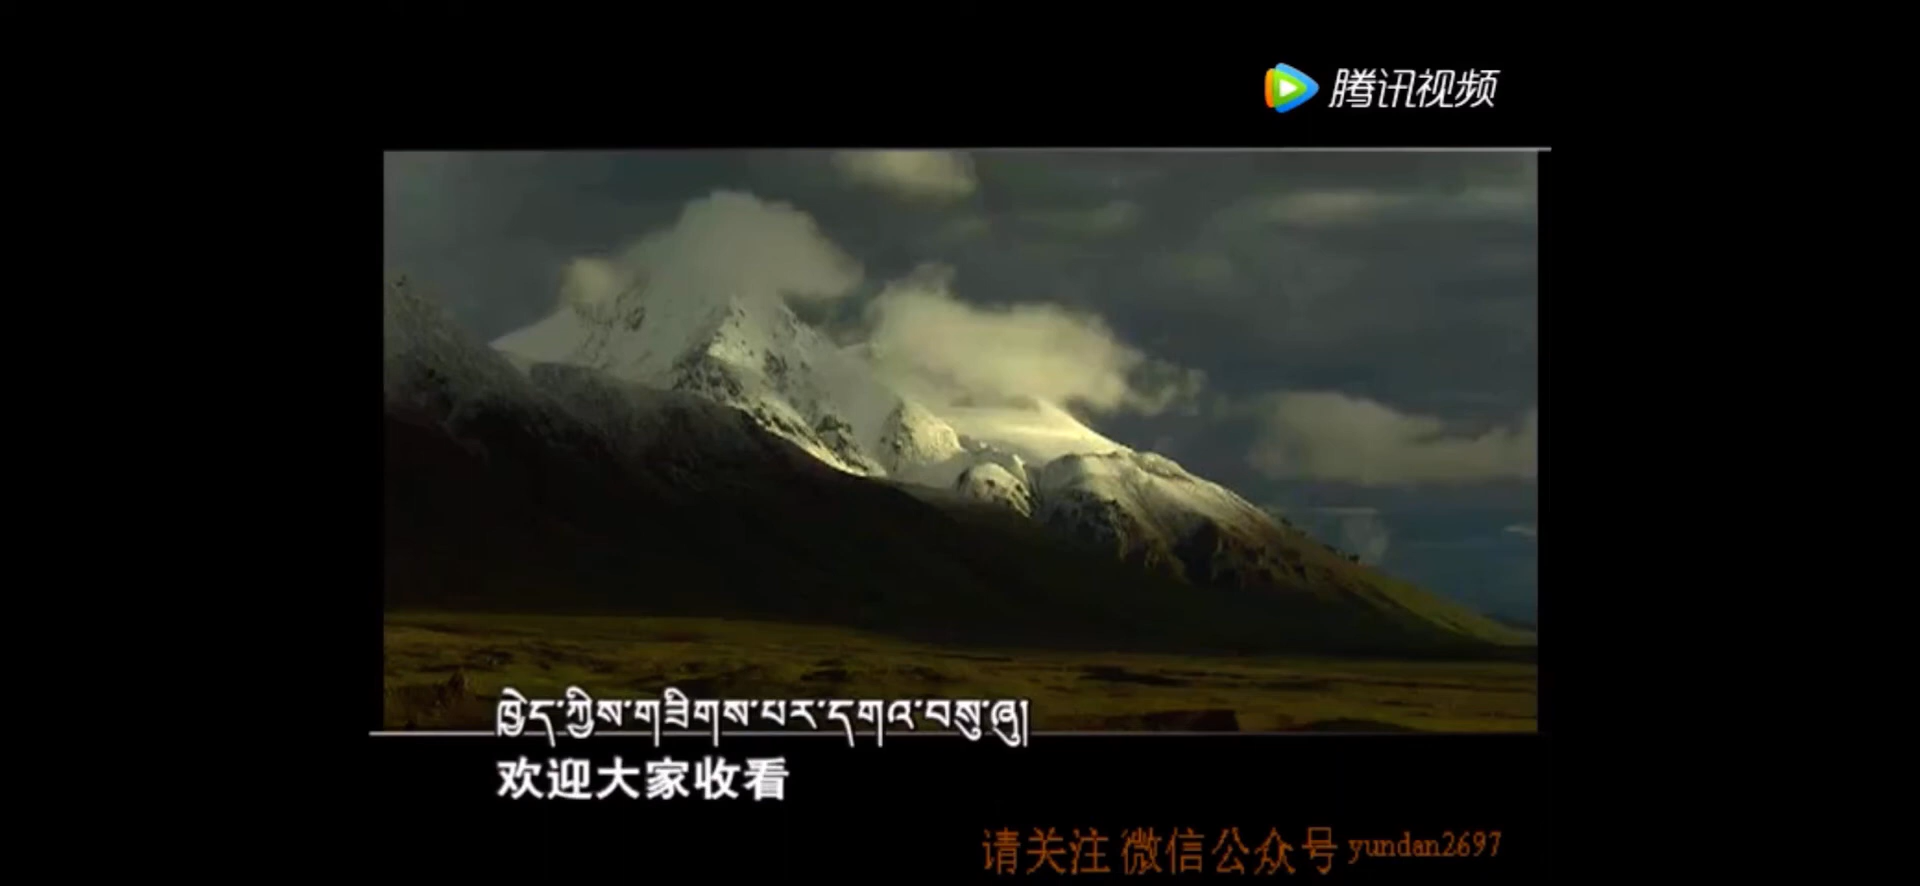 腾讯视频
ཁྱེད་ཀྱིས་གཟིགས་པར་དགའ་བསུ་ཞུ།
欢迎大家收看
请关注 微信公众号 yundan2697